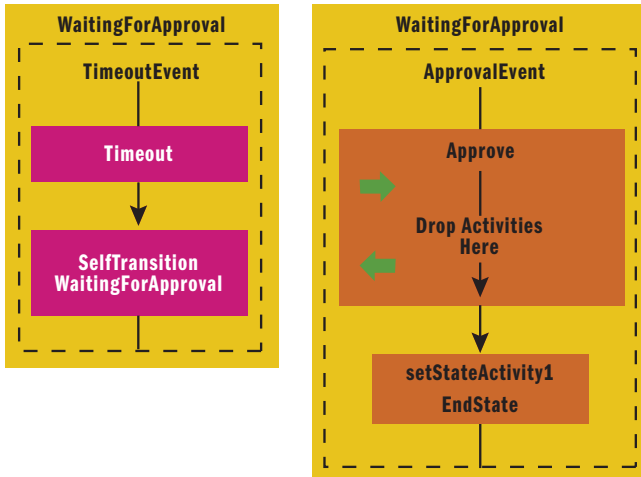 WaitingForApproval
TimeoutEvent
Timeout
SelfTransition
WaitingForApproval
WaitingForApproval
ApprovalEvent
Approve
Drop Activities
Here
setStateActivity1
EndState